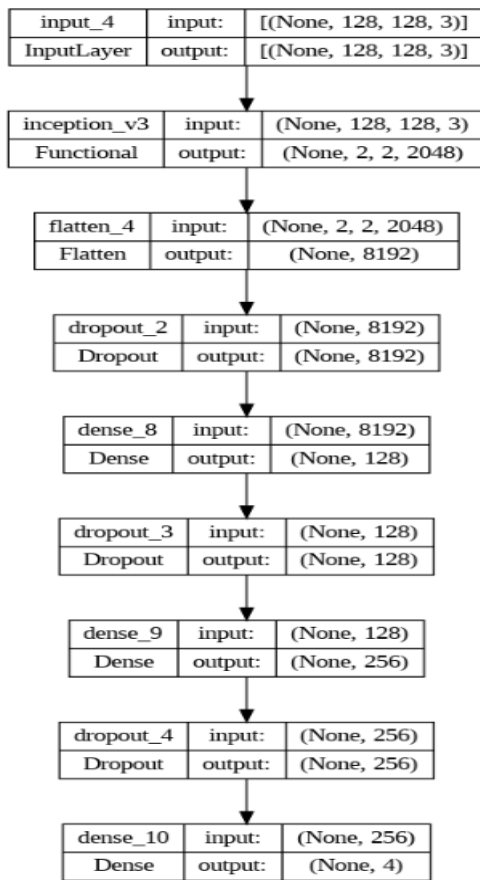 input_4 input: [(None, 128, 128, 3)]
InputLayer output: [(None, 128, 128, 3)]
inception_v3 input: (None, 128, 128, 3)
Functional output: (None, 2, 2, 2048)
flatten_4 input: (None, 2, 2, 2048)
Flatten output: (None, 8192)
dropout_2 input: (None, 8192)
Dropout output: (None, 8192)
dense_8 input: (None, 8192)
Dense output: (None, 128)
dropout_3 input: (None, 128)
Dropout output: (None, 128)
dense_9 input: (None, 128)
Dense output: (None, 256)
dropout_4 input: (None, 256)
Dropout output: (None, 256)
dense_10 input: (None, 256)
Dense output: (None, 4)